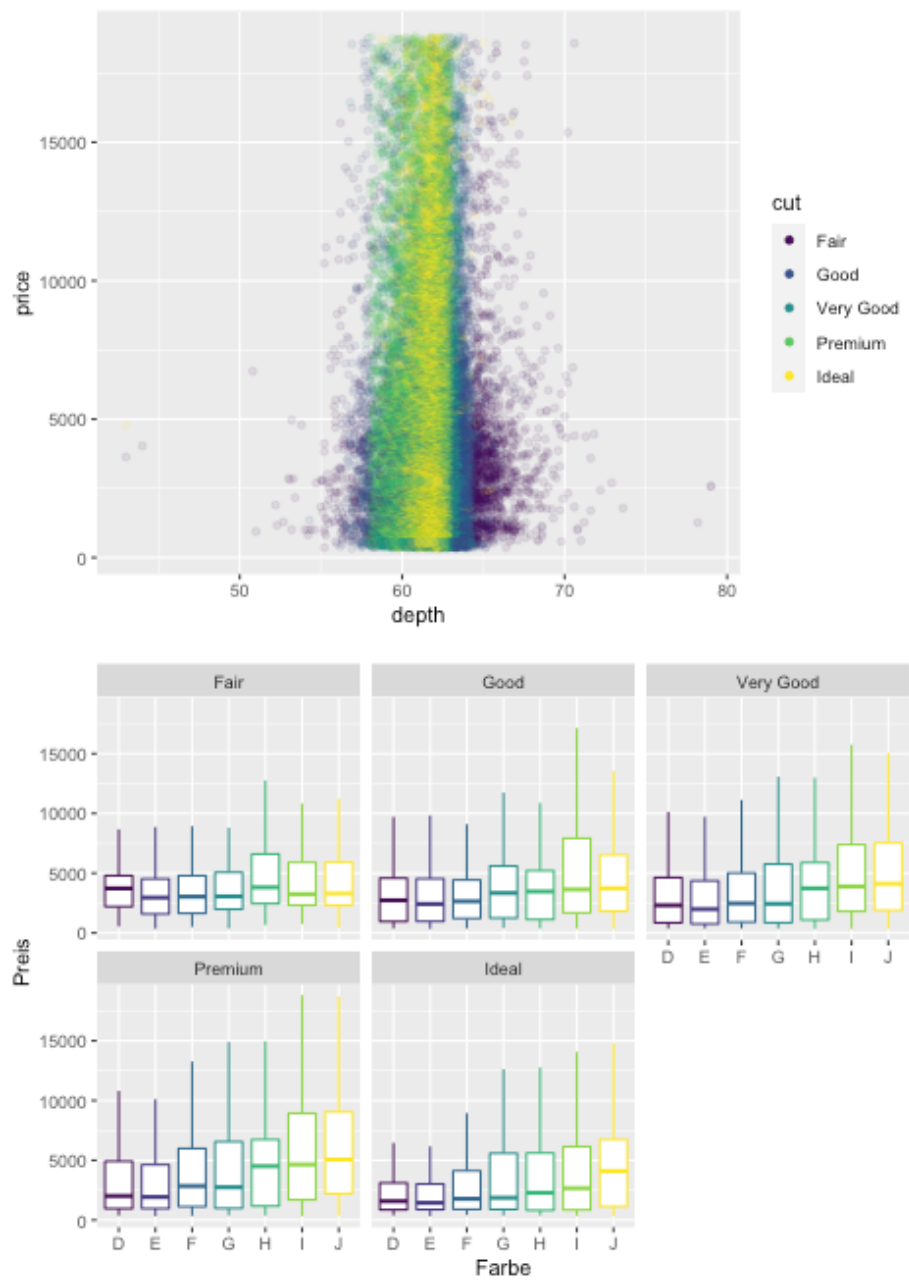 15000
10000
5000
0
price
50 60 70 80
depth
cut
Fair
Good
Very Good
Premium
Ideal
Fair Good Very Good
15000
10000
5000
0
D E F G H I J
Premium Ideal
15000
10000
5000
0
D E F G H I J D E F G H I J
Preis
Farbe